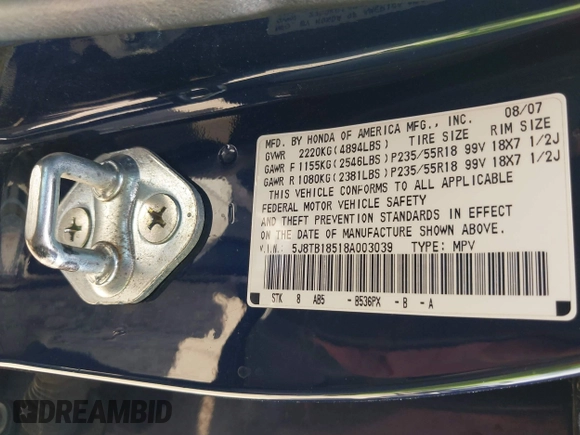 MFD. BY HONDA OF AMERICA MFG., INC. 08/07
GVWR 2220KG(4894LBS) TIRE SIZE RIM SIZE
GAWR F 1155KG(2546LBS)P235/55R18 99V 18X7 1/2J
GAWR R 1080KG(2381LBS)P235/55R18 99V 18X7 1/2J
THIS VEHICLE CONFORMS TO ALL APPLICABLE
FEDERAL MOTOR VEHICLE SAFETY
AND THEFT PREVENTION STANDARDS IN EFFECT
ON THE DATE OF MANUFACTURE SHOWN ABOVE.
V.I.N.: 5J8TB18518A003039 TYPE: MPV
STK 8 AB5 -B536PX -B -A
DREAMBID